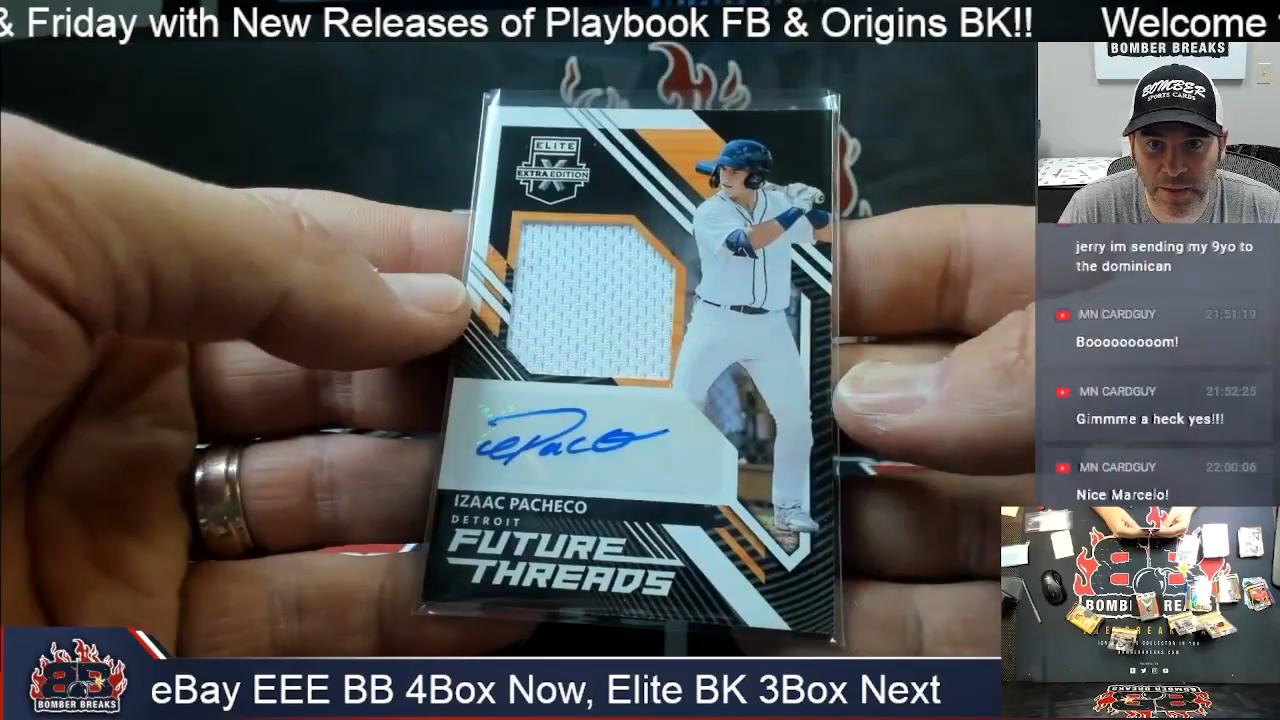 & Friday with New Releases of Playbook FB & Origins BK!! Welcome
BOMBER BREAKS
BOMBER
SPORTS CARDS
ELITE
X
EXTRA EDITION
IZAAC PACHECO
DETROIT
FUTURE
THREADS
jerry im sending my 9yo to
the dominican
MN CARDGUY 21:51:19
Booooooooom!
MN CARDGUY 21:52:25
Gimmme a heck yes!!!
MN CARDGUY 22:00:06
Nice Marcelo!
BB
BOMBER BREAKS
eBay EEE BB 4Box Now, Elite BK 3Box Next